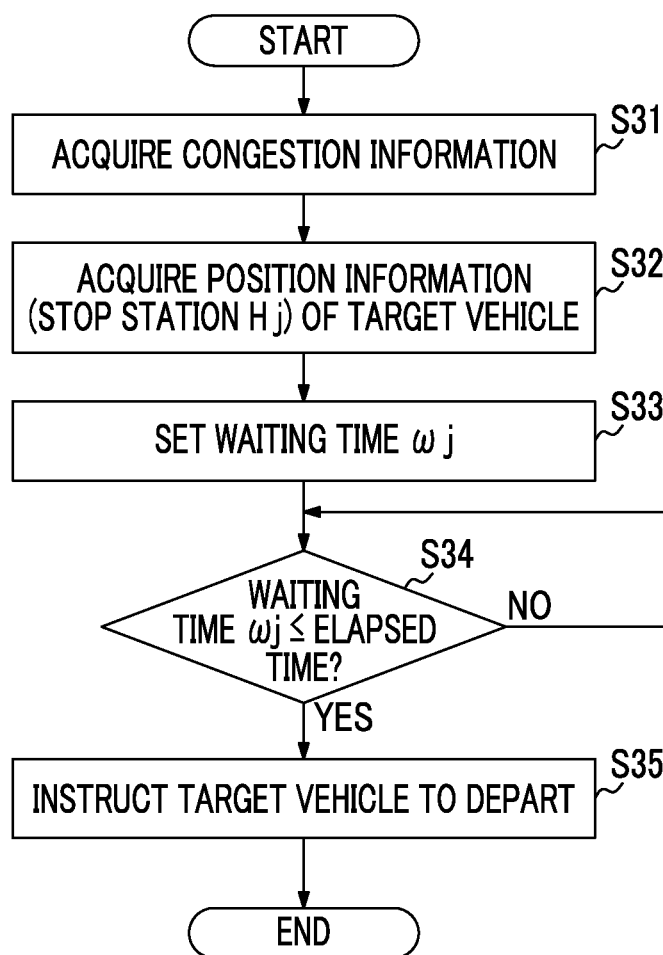 START
S31
ACQUIRE CONGESTION INFORMATION
S32
ACQUIRE POSITION INFORMATION
(STOP STATION H j) OF TARGET VEHICLE
S33
SET WAITING TIME ω j
S34
WAITING
TIME ωj ≦ ELAPSED
TIME?
NO
YES
S35
INSTRUCT TARGET VEHICLE TO DEPART
END